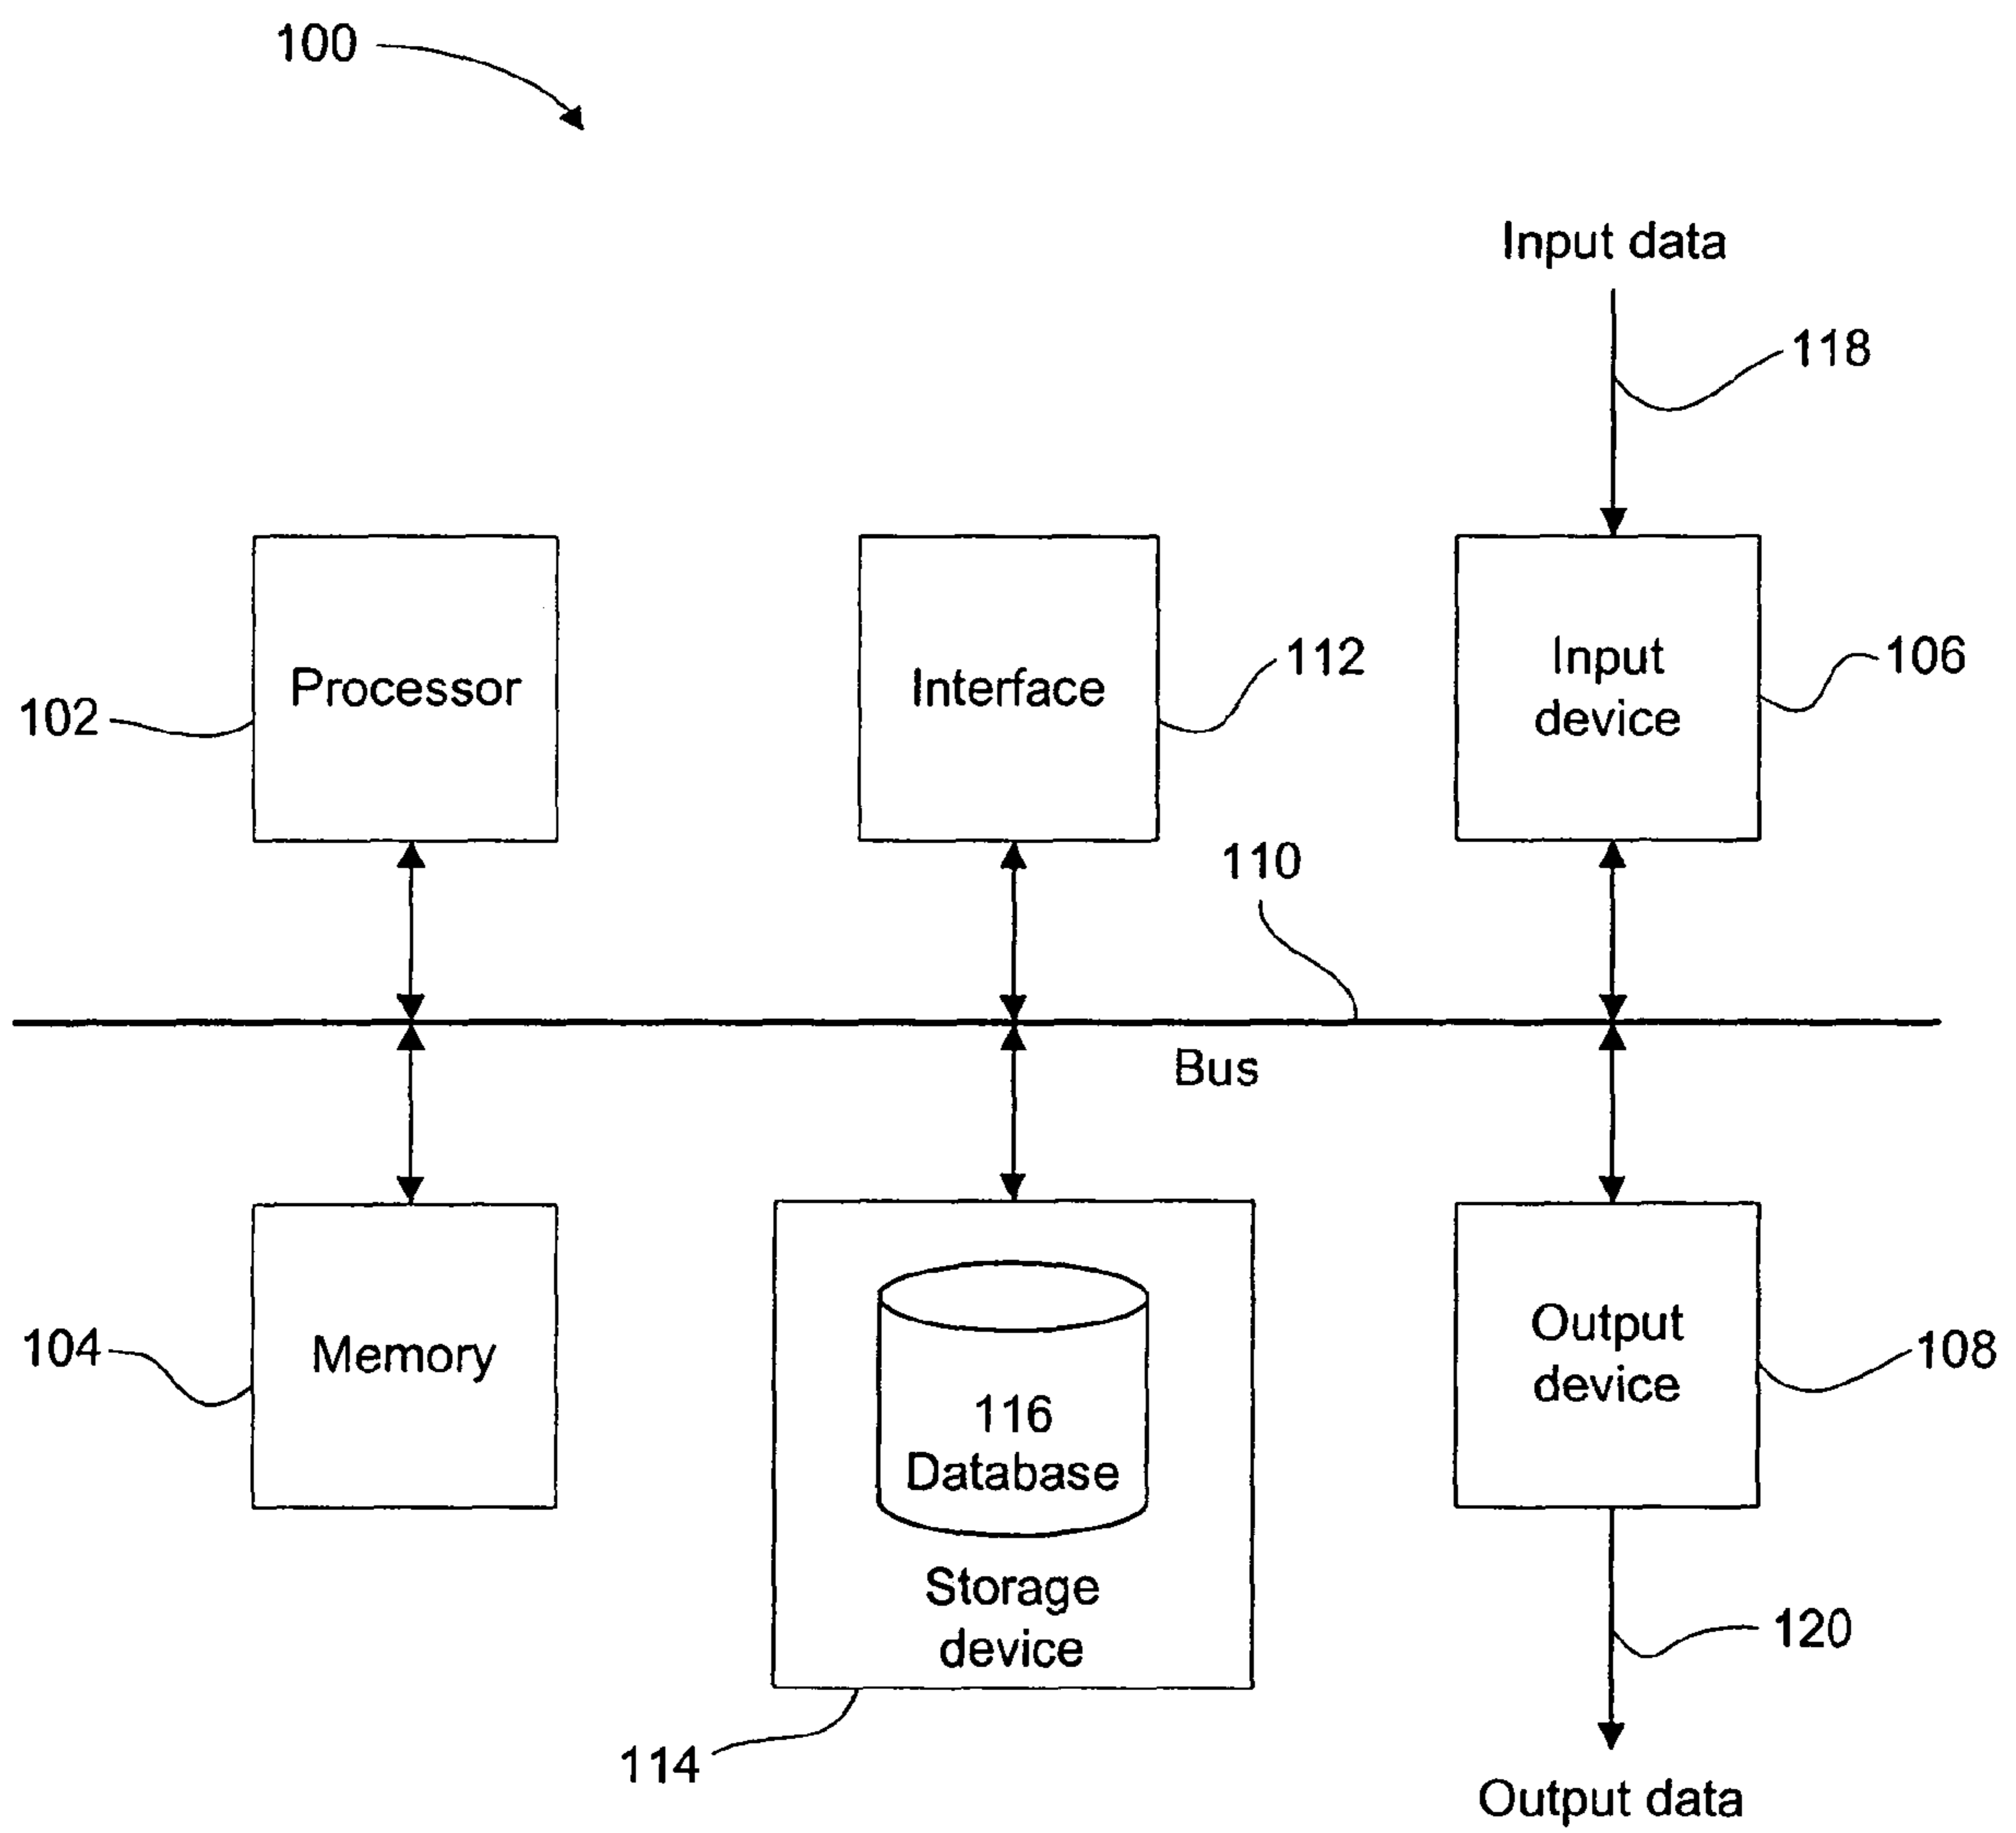 100
Input data
118
Processor
102
Interface
112
Input
device
106
110
Bus
Memory
104
116
Database
Storage
device
114
Output
device
108
120
Output data